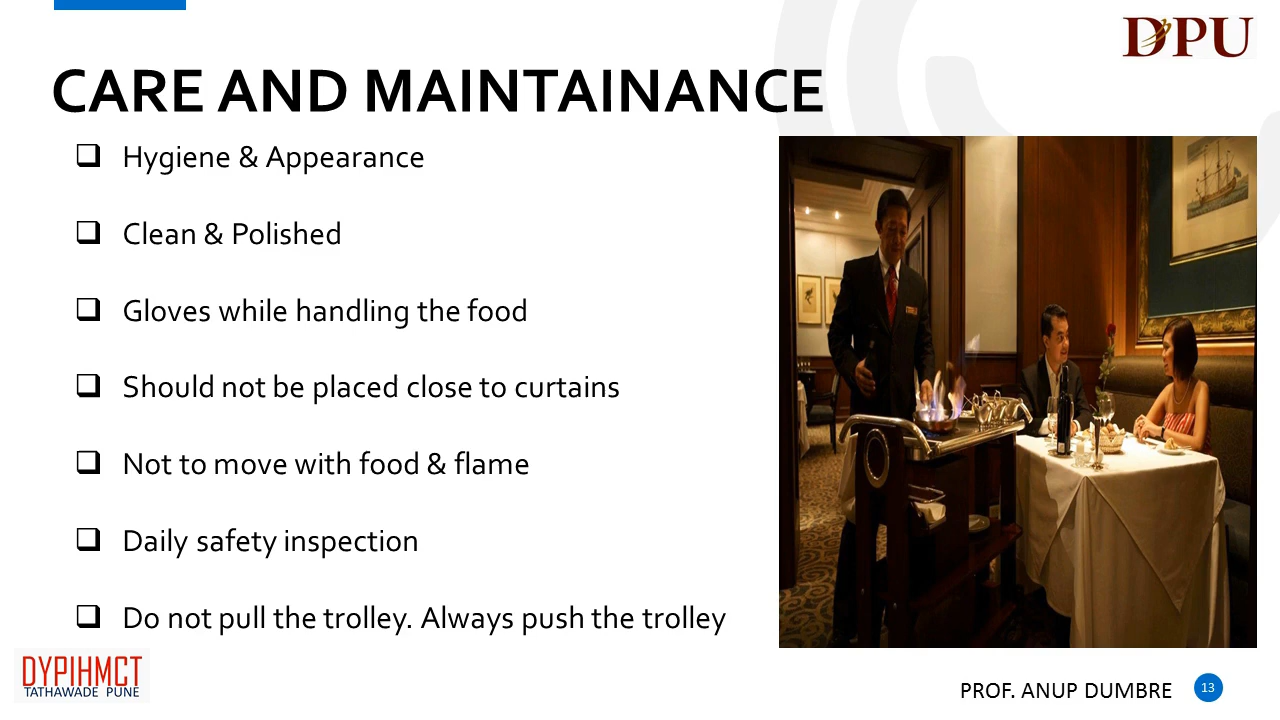 DPU
CARE AND MAINTAINANCE
Hygiene & Appearance
Clean & Polished
Gloves while handling the food
Should not be placed close to curtains
Not to move with food & flame
Daily safety inspection
Do not pull the trolley. Always push the trolley
DYPIHMCT
TATHAWADE PUNE
PROF. ANUP DUMBRE
13